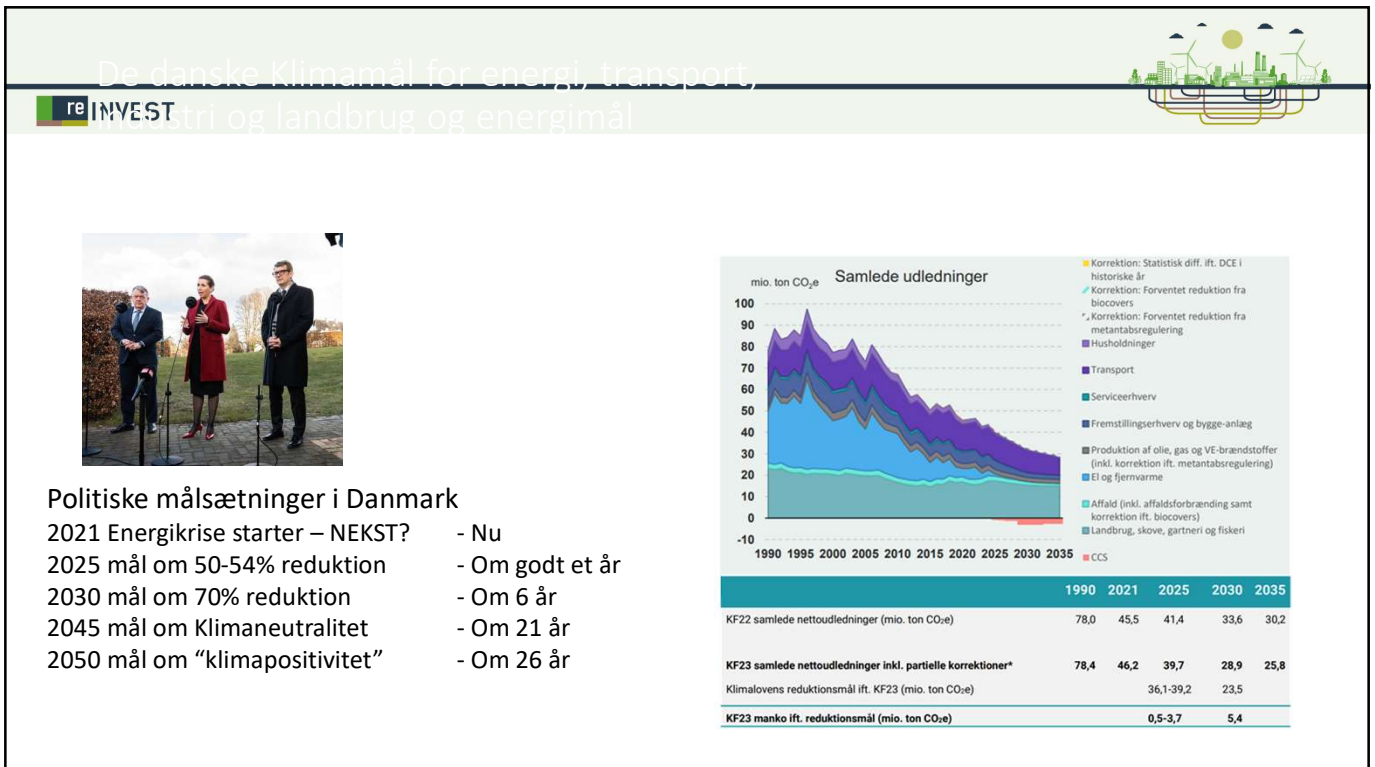 De danske Klimamål for energi, transport,
industri og landbrug og energimål
re INVEST
Politiske målsætninger i Danmark
2021 Energikrise starter – NEKST? - Nu
2025 mål om 50-54% reduktion - Om godt et år
2030 mål om 70% reduktion - Om 6 år
2045 mål om Klimaneutralitet - Om 21 år
2050 mål om “klimapositivitet” - Om 26 år
mio. ton CO₂e Samlede udledninger
100
90
80
70
60
50
40
30
20
10
0
-10
1990 1995 2000 2005 2010 2015 2020 2025 2030 2035
Korrektion: Statistisk diff. ift. DCE i
historiske år
Korrektion: Forventet reduktion fra
biocovers
Korrektion: Forventet reduktion fra
metantabsregulering
Husholdninger
Transport
Serviceerhverv
Fremstillingserhverv og bygge-anlæg
Produktion af olie, gas og VE-brændstoffer
(inkl. korrektion ift. metantabsregulering)
El og fjernvarme
Affald (inkl. affaldsforbrænding samt
korrektion ift. biocovers)
Landbrug, skove, gartneri og fiskeri
CCS
1990 2021 2025 2030 2035
KF22 samlede nettoudledninger (mio. ton CO₂e) 78,0 45,5 41,4 33,6 30,2
KF23 samlede nettoudledninger inkl. partielle korrektioner* 78,4 46,2 39,7 28,9 25,8
Klimalovens reduktionsmål ift. KF23 (mio. ton CO₂e) 36,1-39,2 23,5
KF23 manko ift. reduktionsmål (mio. ton CO₂e) 0,5-3,7 5,4